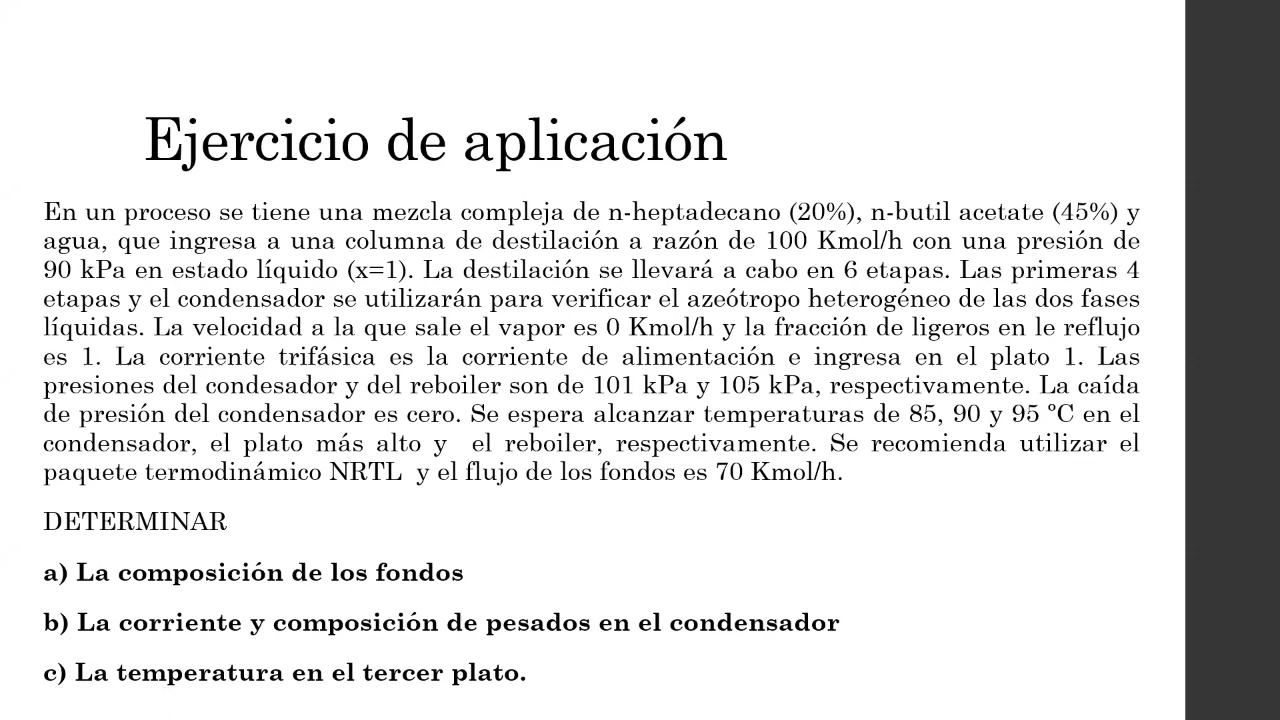 Ejercicio de aplicación
En un proceso se tiene una mezcla compleja de n-heptadecano (20%), n-butil acetate (45%) y
agua, que ingresa a una columna de destilación a razón de 100 Kmol/h con una presión de
90 kPa en estado líquido (x=1). La destilación se llevará a cabo en 6 etapas. Las primeras 4
etapas y el condensador se utilizarán para verificar el azeótropo heterogéneo de las dos fases
líquidas. La velocidad a la que sale el vapor es 0 Kmol/h y la fracción de ligeros en le reflujo
es 1. La corriente trifásica es la corriente de alimentación e ingresa en el plato 1. Las
presiones del condesador y del reboiler son de 101 kPa y 105 kPa, respectivamente. La caída
de presión del condensador es cero. Se espera alcanzar temperaturas de 85, 90 y 95 ºC en el
condensador, el plato más alto y el reboiler, respectivamente. Se recomienda utilizar el
paquete termodinámico NRTL y el flujo de los fondos es 70 Kmol/h.
DETERMINAR
a) La composición de los fondos
b) La corriente y composición de pesados en el condensador
c) La temperatura en el tercer plato.